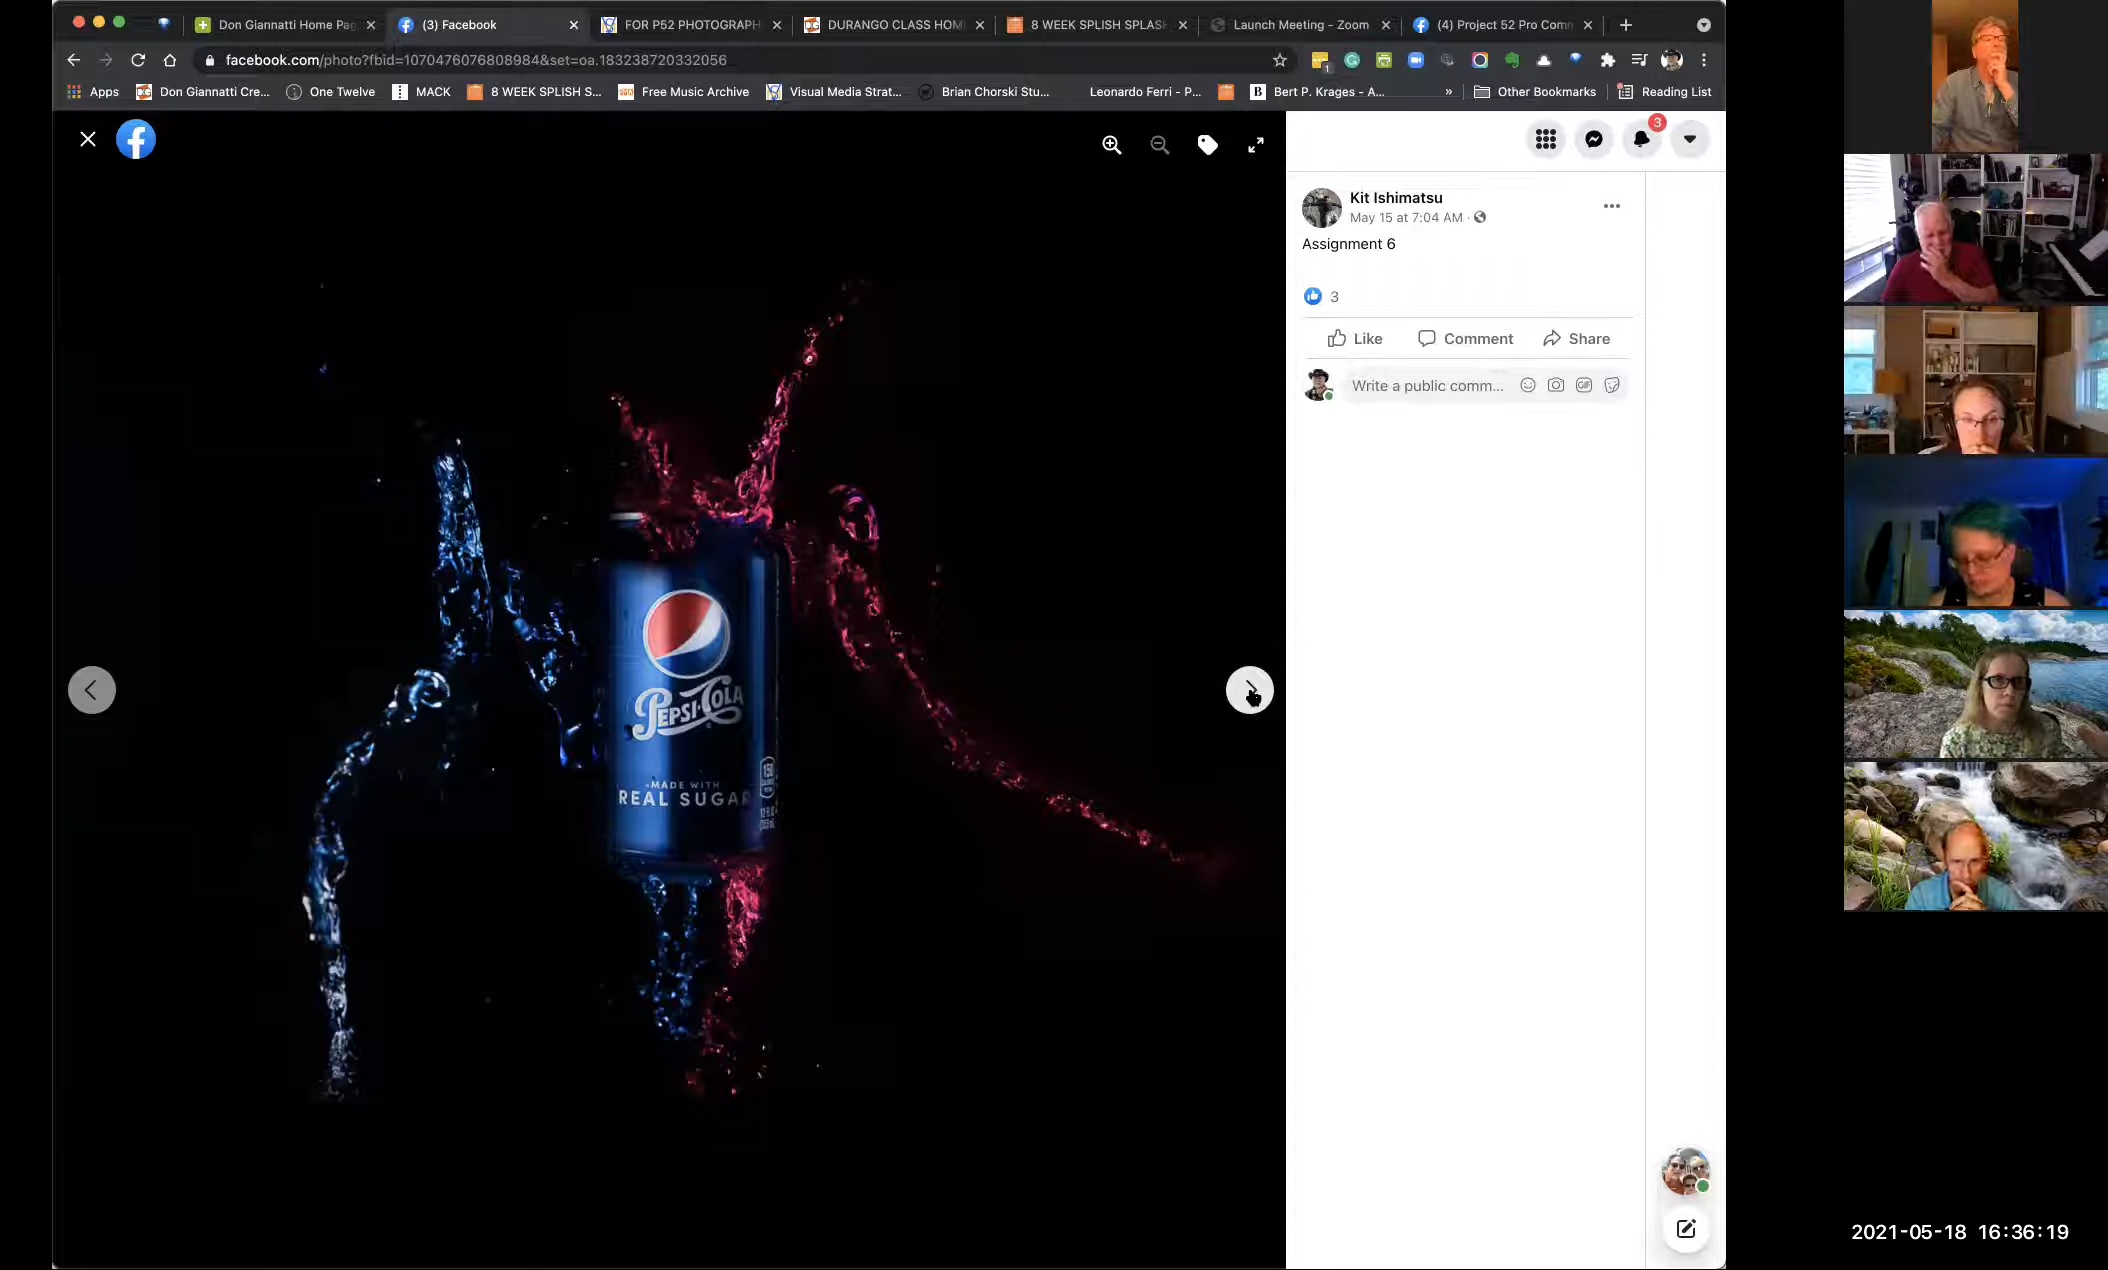 Don Giannatti Home Pag
(3) Facebook
FOR P52 PHOTOGRAPH
DURANGO CLASS HOM
8 WEEK SPLISH SPLASH
Launch Meeting - Zoom
(4) Project 52 Pro Comm
facebook.com/photo?fbid=1070476076808984&set=oa.183238720332056
1
Apps
Don Giannatti Cre...
One Twelve
MACK
8 WEEK SPLISH S...
Free Music Archive
Visual Media Strat...
Brian Chorski Stu...
Leonardo Ferri - P...
B
Bert P. Krages - A...
»
Other Bookmarks
Reading List
3
Kit Ishimatsu
May 15 at 7:04 AM ·
Assignment 6
3
Like
Comment
Share
Write a public comm...
GIF
PEPSI-COLA
-MADE WITH
REAL SUGAR
150
2021-05-18 16:36:19